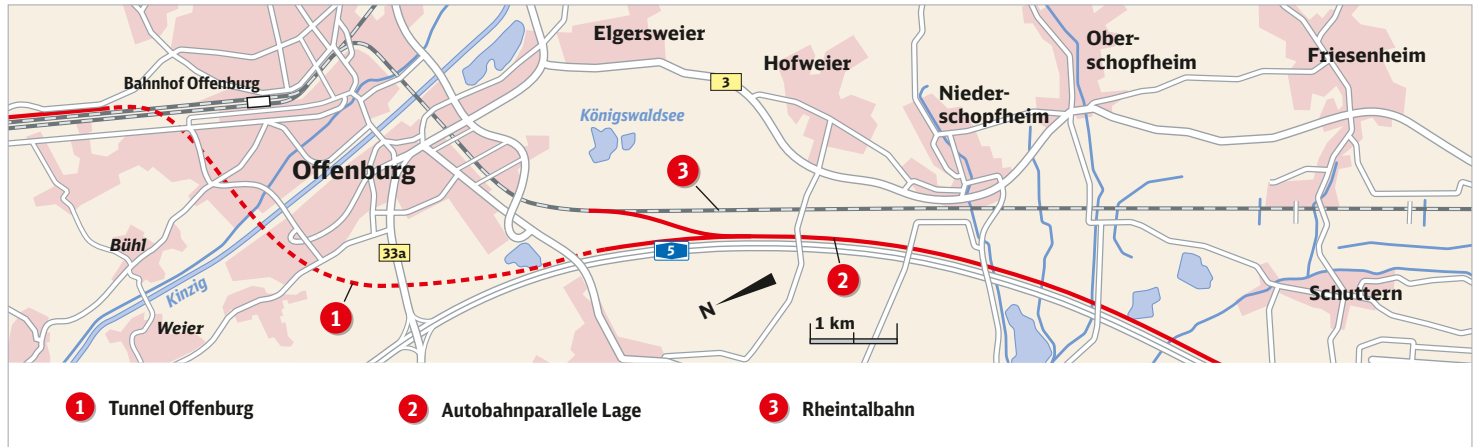 Elgersweier
Hofweier
Ober-
schopfheim
Friesenheim
Bahnhof Offenburg
3
Nieder-
schopfheim
Königswaldsee
Offenburg
3
Bühl
33a
5
Kinzig
1
Weier
N
2
1 km
Schuttern
1 Tunnel Offenburg
2 Autobahnparallele Lage
3 Rheintalbahn